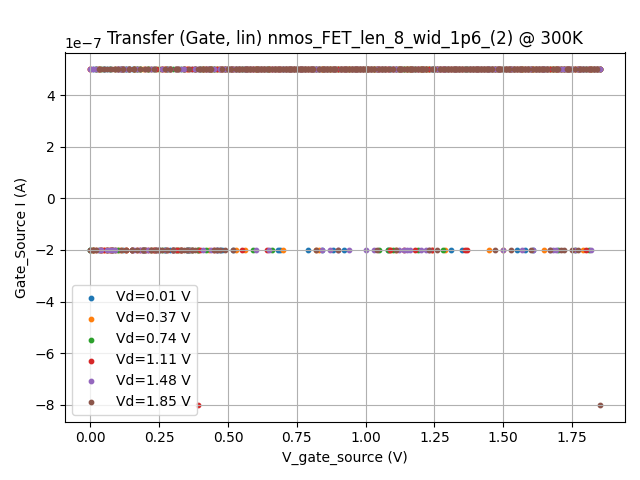 Transfer (Gate, lin) nmos_FET_len_8_wid_1p6_(2) @ 300K
1e−7
4
2
0
−2
−4
−6
−8
Gate_Source I (A)
Vd=0.01 V
Vd=0.37 V
Vd=0.74 V
Vd=1.11 V
Vd=1.48 V
Vd=1.85 V
0.00 0.25 0.50 0.75 1.00 1.25 1.50 1.75
V_gate_source (V)